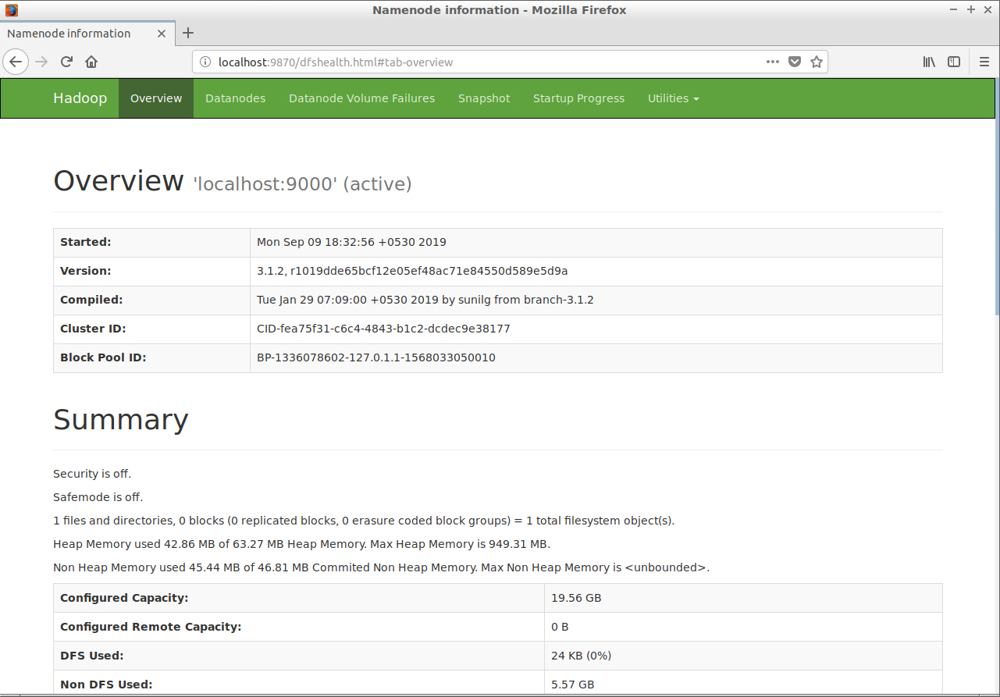 Namenode information - Mozilla Firefox
Namenode information
localhost:9870/dfshealth.html#tab-overview
Hadoop Overview Datanodes Datanode Volume Failures Snapshot Startup Progress Utilities
Overview 'localhost:9000' (active)
Started: Mon Sep 09 18:32:56 +0530 2019
Version: 3.1.2, r1019dde65bcf12e05ef48ac71e84550d589e5d9a
Compiled: Tue Jan 29 07:09:00 +0530 2019 by sunilg from branch-3.1.2
Cluster ID: CID-fea75f31-c6c4-4843-b1c2-dcdec9e38177
Block Pool ID: BP-1336078602-127.0.1.1-1568033050010
Summary
Security is off.
Safemode is off.
1 files and directories, 0 blocks (0 replicated blocks, 0 erasure coded block groups) = 1 total filesystem object(s).
Heap Memory used 42.86 MB of 63.27 MB Heap Memory. Max Heap Memory is 949.31 MB.
Non Heap Memory used 45.44 MB of 46.81 MB Commited Non Heap Memory. Max Non Heap Memory is <unbounded>.
Configured Capacity: 19.56 GB
Configured Remote Capacity: 0 B
DFS Used: 24 KB (0%)
Non DFS Used: 5.57 GB